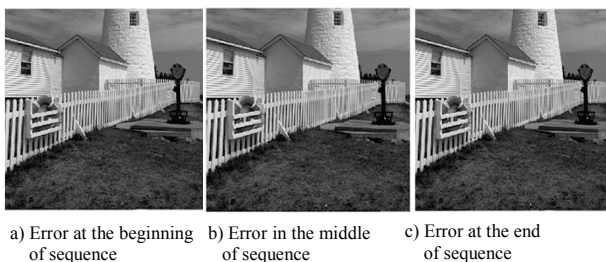 a) Error at the beginning
of sequence
b) Error in the middle
of sequence
c) Error at the end
of sequence